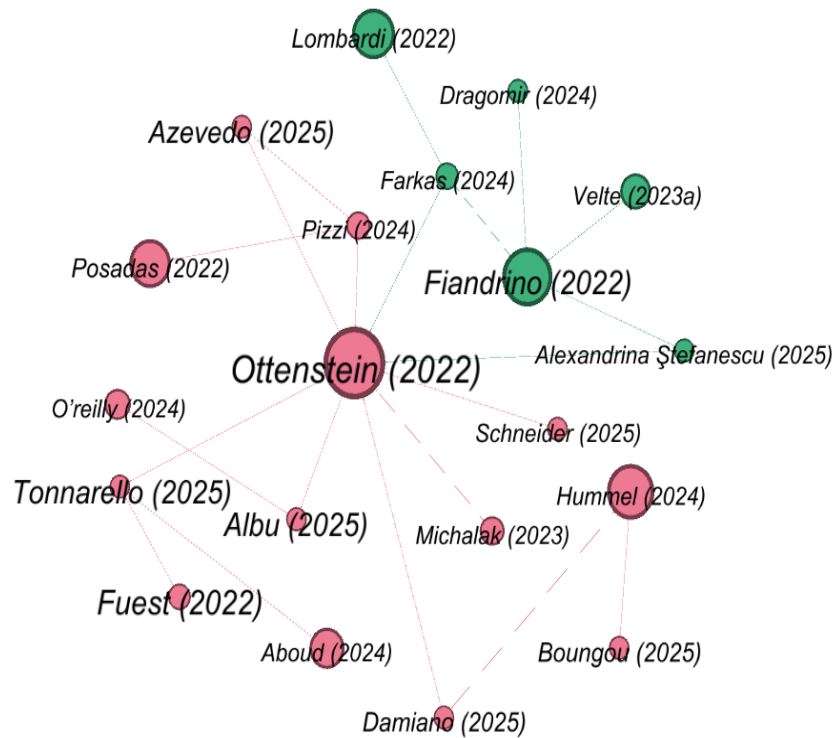 Lombardi (2022)
Dragomir (2024)
Azevedo (2025)
Farkas (2024)
Velte (2023a)
Pizzi (2024)
Posadas (2022)
Fiandrino (2022)
Alexandrina Ştefanescu (2025)
Ottenstein (2022)
O’reilly (2024)
Schneider (2025)
Tonnarello (2025)
Hummel (2024)
Albu (2025)
Michalak (2023)
Fuest (2022)
Aboud (2024)
Boungou (2025)
Damiano (2025)